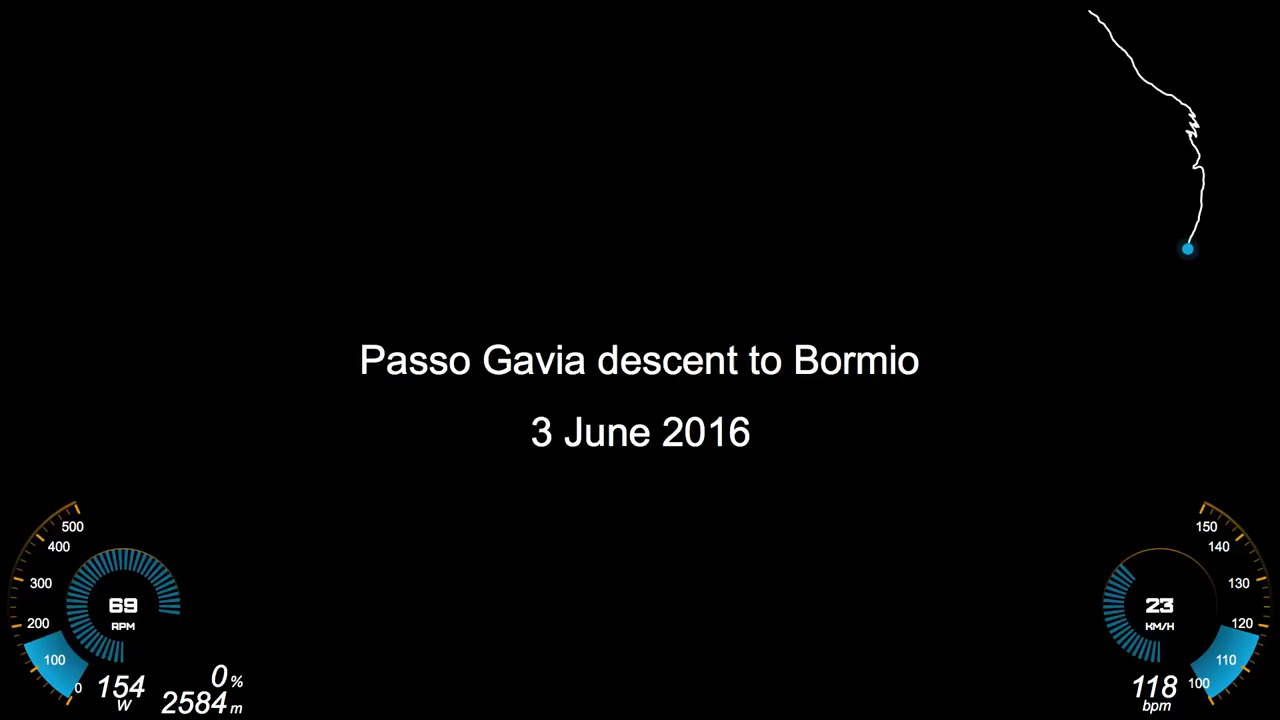 Passo Gavia descent to Bormio
3 June 2016
500
400
300
200
100
0
69
RPM
154
W
0 %
2584 m
150
140
130
120
110
100
23
KM/H
118
bpm